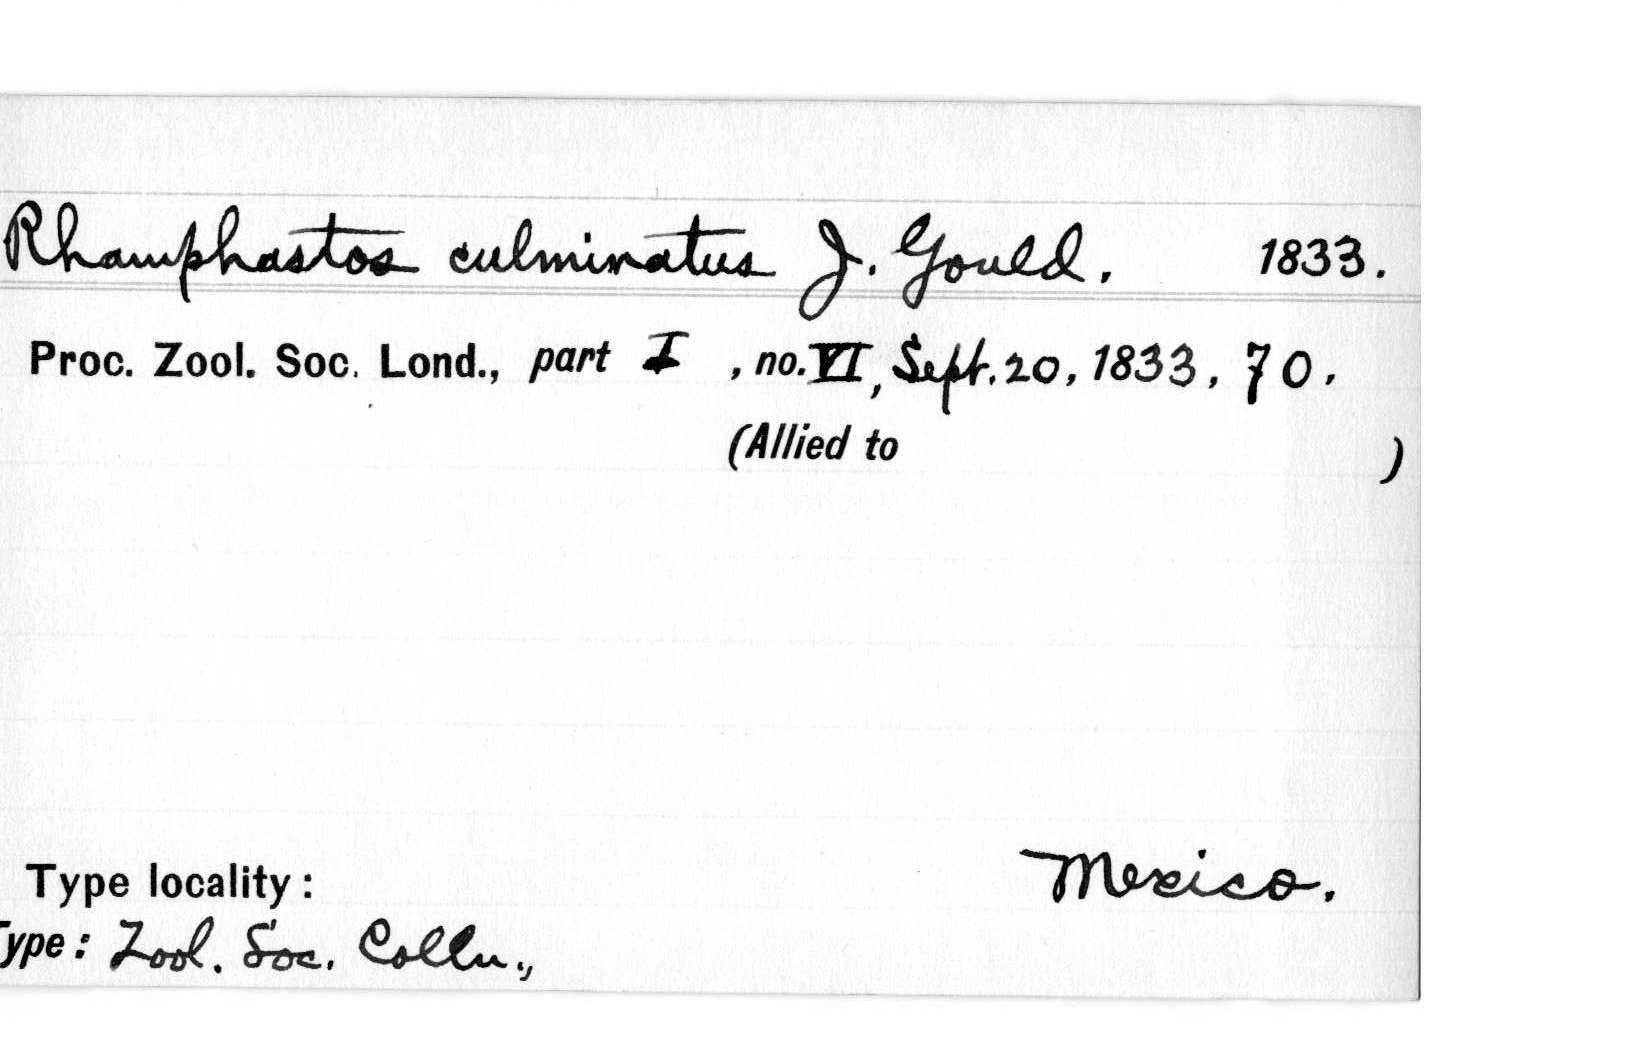 Rhamphastos culminatus J. Gould. 1833.
Proc. Zool. Soc. Lond., part I , no. VI, Sept. 20, 1833, 70.
(Allied to )
Type locality: Mexico.
Type: Zool. Soc. Colln.,